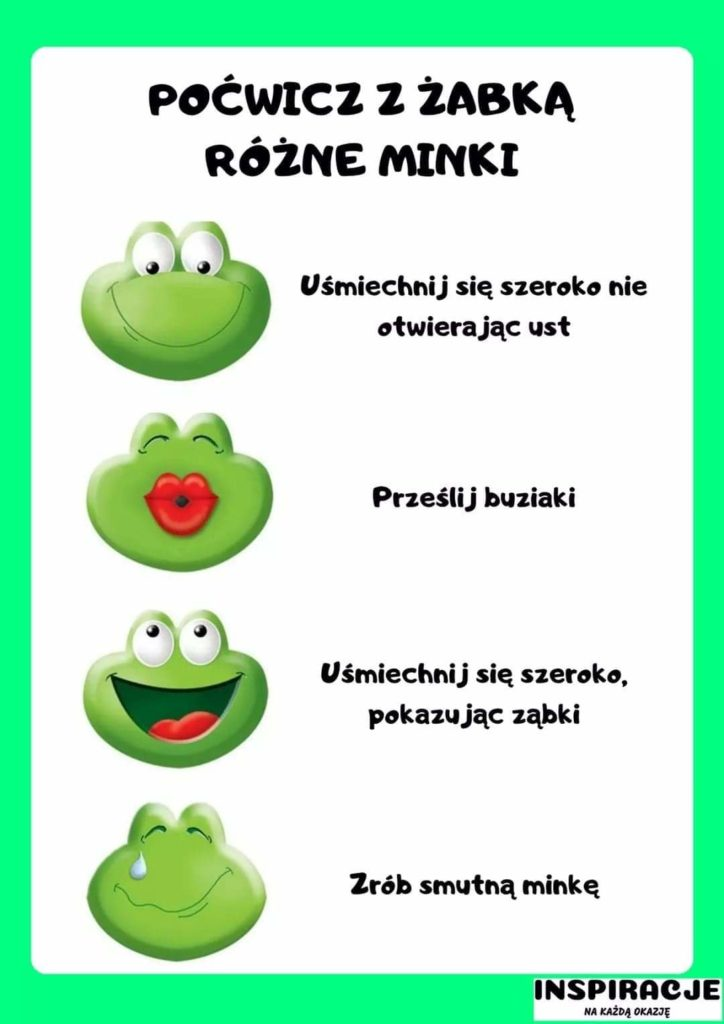 POĆWICZ Z ŻABKĄ
RÓŻNE MINKI
Uśmiechnij się szeroko nie
otwierając ust
Prześlij buziaki
Uśmiechnij się szeroko,
pokazując ząbki
Zrób smutną minkę
INSPIRACJE
NA KAŻDĄ OKAZJĘ